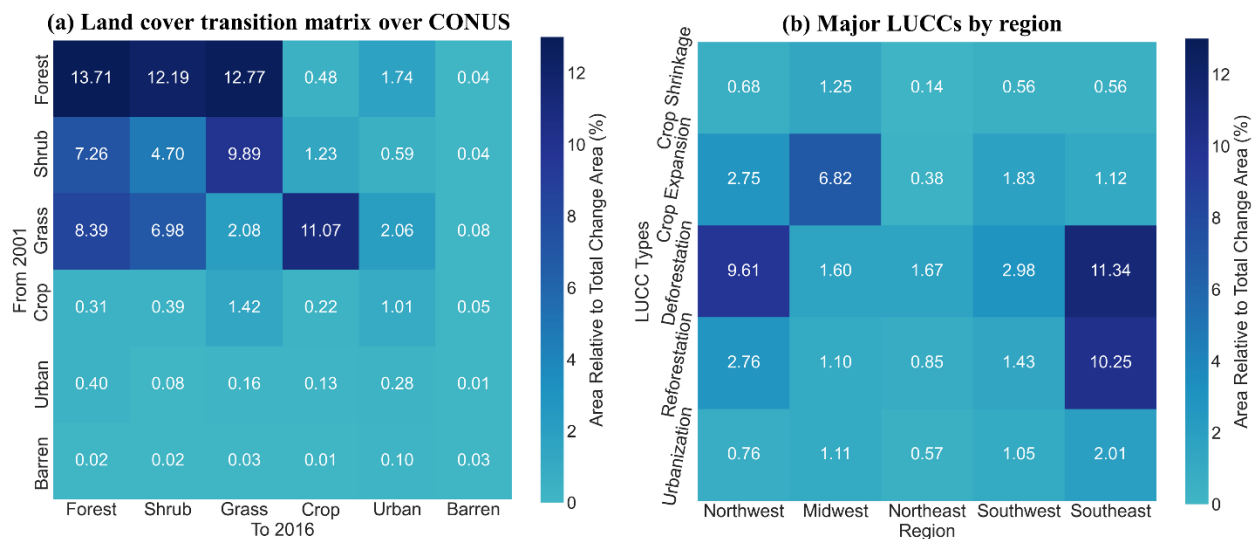 (a) Land cover transition matrix over CONUS
From 2001
Forest 13.71 12.19 12.77 0.48 1.74 0.04
Shrub 7.26 4.70 9.89 1.23 0.59 0.04
Grass 8.39 6.98 2.08 11.07 2.06 0.08
Crop 0.31 0.39 1.42 0.22 1.01 0.05
Urban 0.40 0.08 0.16 0.13 0.28 0.01
Barren 0.02 0.02 0.03 0.01 0.10 0.03
Forest Shrub Grass Crop Urban Barren
To 2016
12
10
8
6
4
2
0
Area Relative to Total Change Area (%)
(b) Major LUCCs by region
LUCC Types
Crop Shrinkage 0.68 1.25 0.14 0.56 0.56
Crop Expansion 2.75 6.82 0.38 1.83 1.12
Deforestation 9.61 1.60 1.67 2.98 11.34
Reforestation 2.76 1.10 0.85 1.43 10.25
Urbanization 0.76 1.11 0.57 1.05 2.01
Northwest Midwest Northeast Southwest Southeast
Region
12
10
8
6
4
2
0
Area Relative to Total Change Area (%)